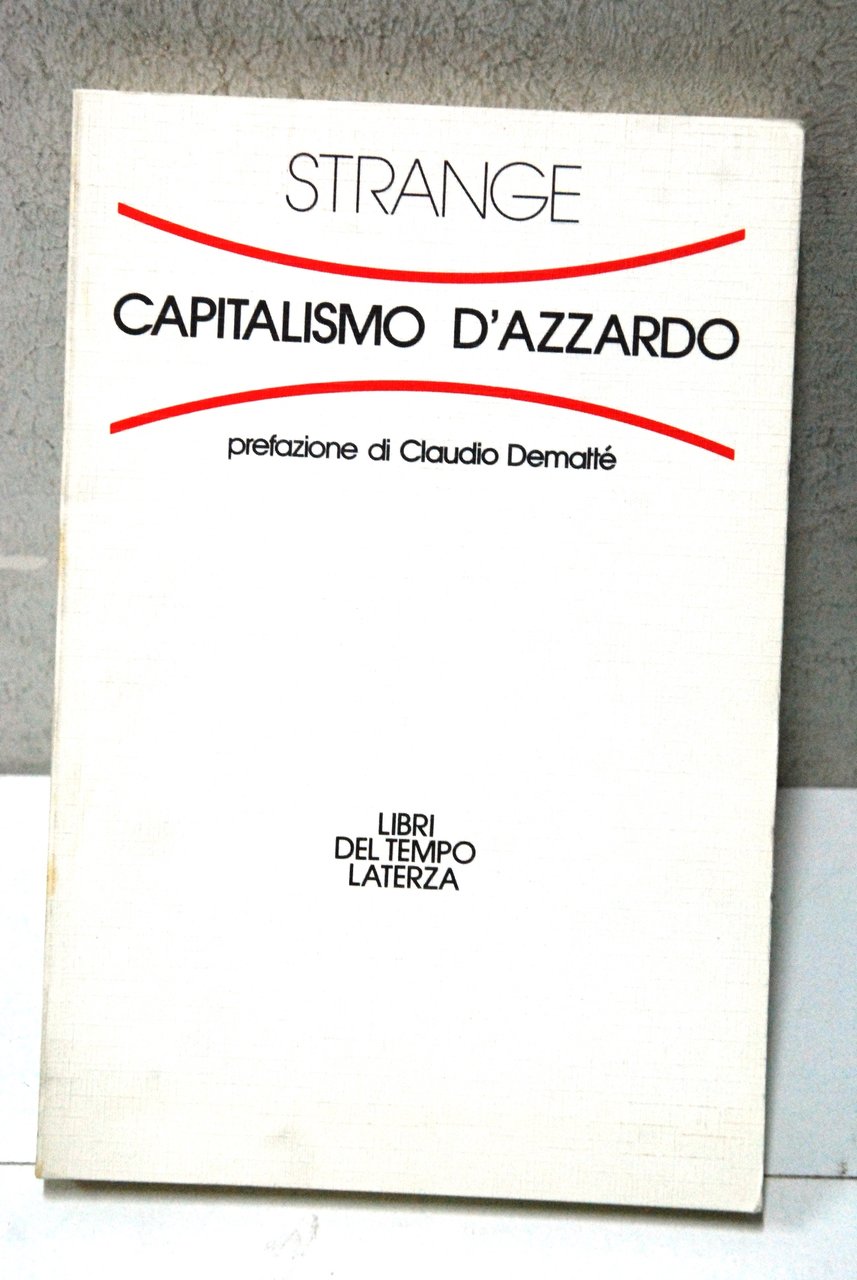 STRANGE
CAPITALISMO D'AZZARDO
prefazione di Claudio Dematté
LIBRI
DEL TEMPO
LATERZA